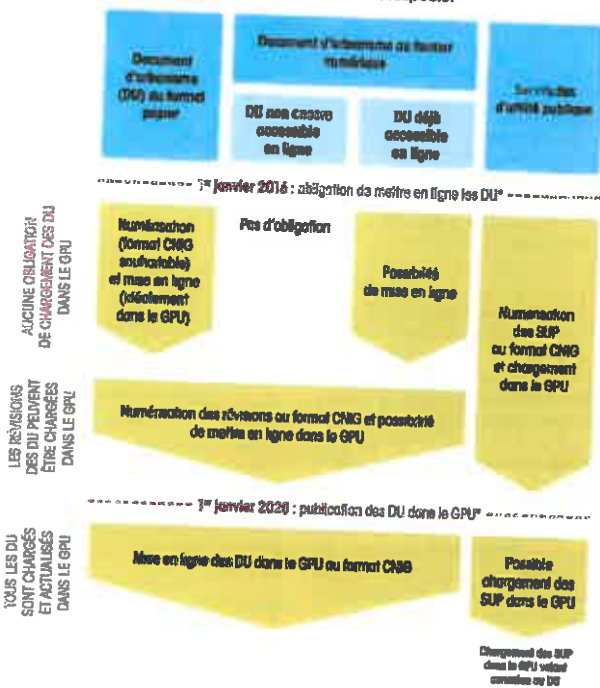 Document
d'urbanisme
(DU) au format
papier
Document d'urbanisme au format
numérique
DU non encore
accessible
en ligne
DU déjà
accessible
en ligne
Servitudes
d'utilité publique
1er janvier 2016 : obligation de mettre en ligne les DU*
AUCUNE OBLIGATION
DE CHARGEMENT DES DU
DANS LE GPU
Numérisation
(format CNIG
souhaitable)
et mise en ligne
(idéalement
dans le GPU)
Pas d'obligation
Possibilité
de mise en ligne
Numérisation
des SUP
au format CNIG
et chargement
dans le GPU
LES RÉVISIONS
DES DU PEUVENT
ÊTRE CHARGÉES
DANS LE GPU
Numérisation des révisions au format CNIG et possibilité
de mettre en ligne dans le GPU
1er janvier 2020 : publication des DU dans le GPU*
TOUS LES DU
SONT CHARGÉS
ET ACTUALISÉS
DANS LE GPU
Mise en ligne des DU dans le GPU au format CNIG
Possible
chargement des
SUP dans le GPU
Chargement des SUP
dans le GPU valant
annexion au DU